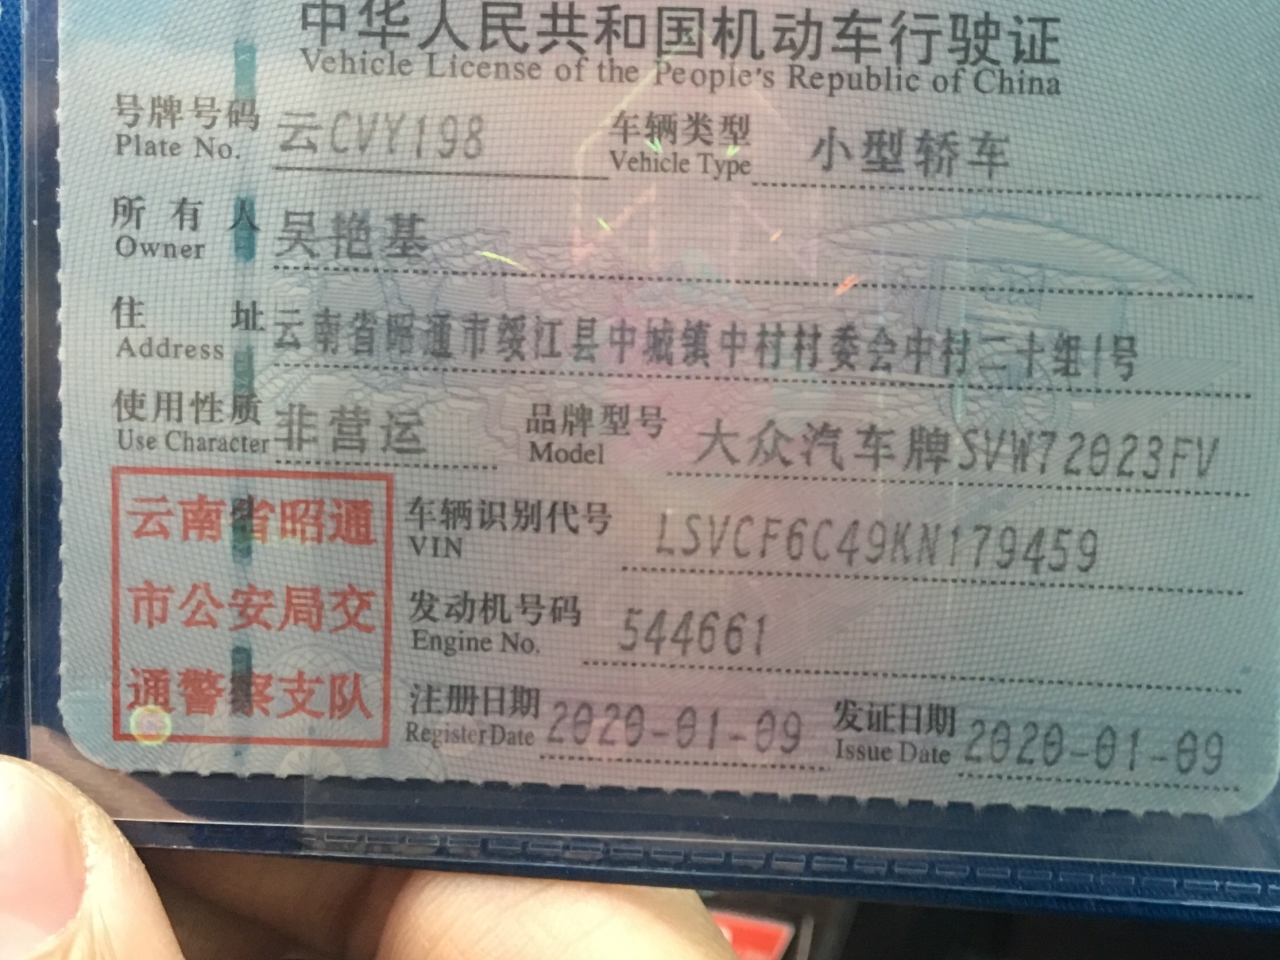 中华人民共和国机动车行驶证
Vehicle License of the People's Republic of China
号牌号码 云CVY198 车辆类型 小型轿车
Plate No. Vehicle Type
所有人 吴艳基
Owner
住址 云南省昭通市绥江县中城镇中村村委会中村二十组1号
Address
使用性质 非营运 品牌型号 大众汽车牌SVW72023FV
Use Character Model
云南省昭通
市公安局交
通警察支队
车辆识别代号 LSVCF6C49KN179459
VIN
发动机号码 544661
Engine No.
注册日期 2020-01-09 发证日期 2020-01-09
Register Date Issue Date